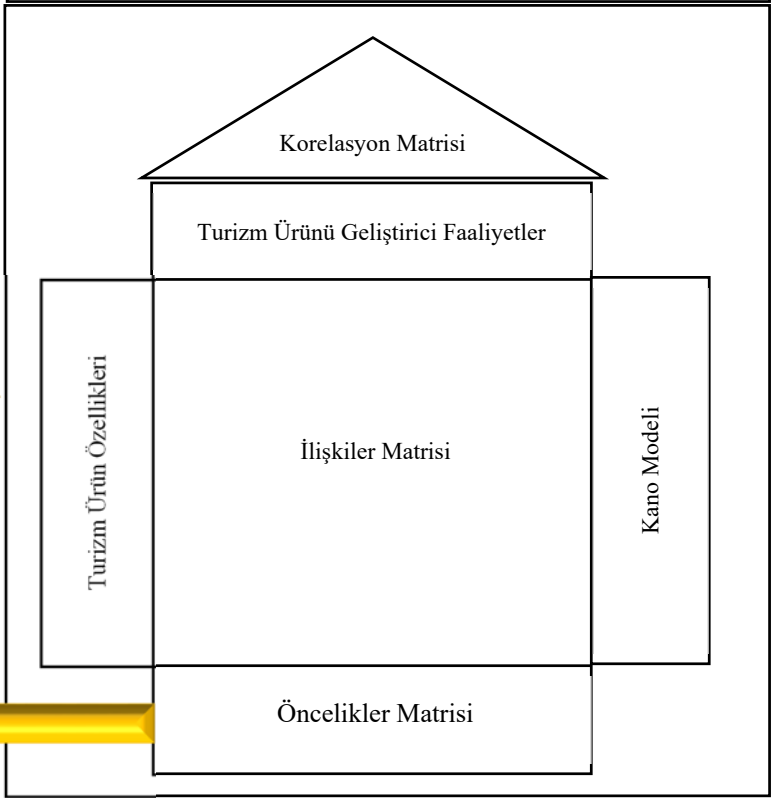 Korelasyon Matrisi
Turizm Ürünü Geliştirici Faaliyetler
Turizm Ürün Özellikleri
İlişkiler Matrisi
Kano Modeli
Öncelikler Matrisi